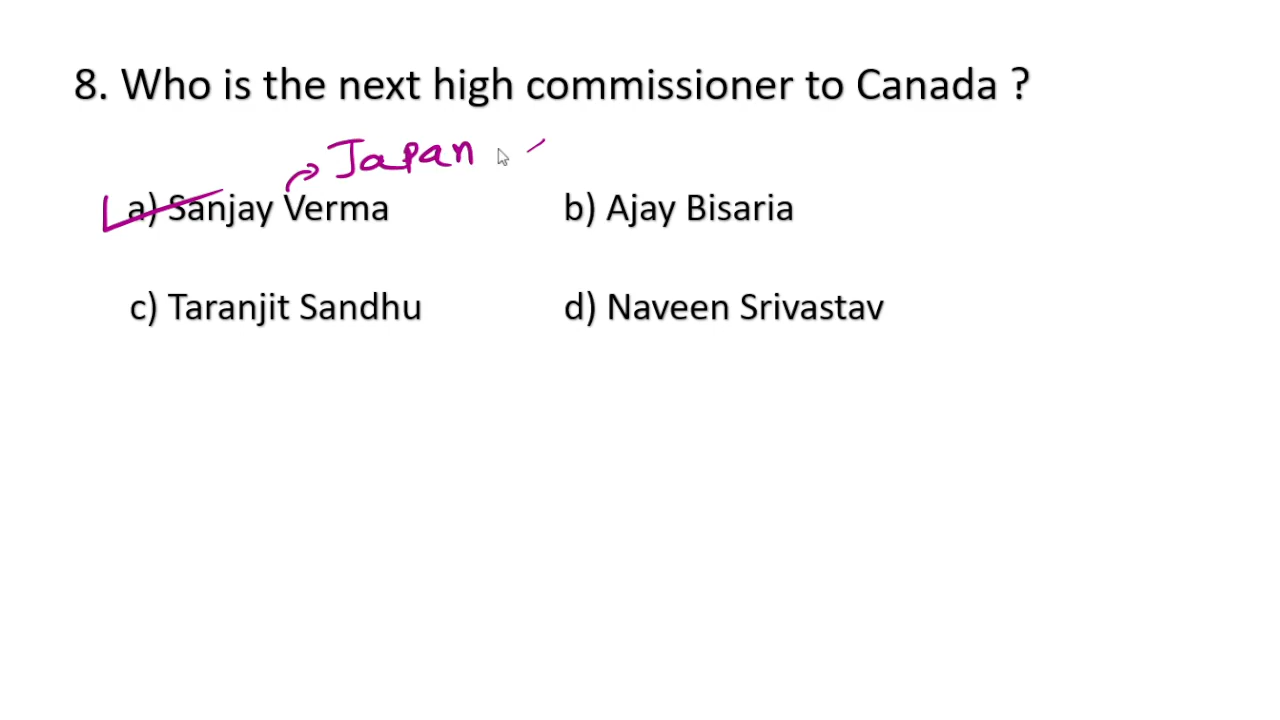 8. Who is the next high commissioner to Canada ?
Japan
a) Sanjay Verma b) Ajay Bisaria
c) Taranjit Sandhu d) Naveen Srivastav